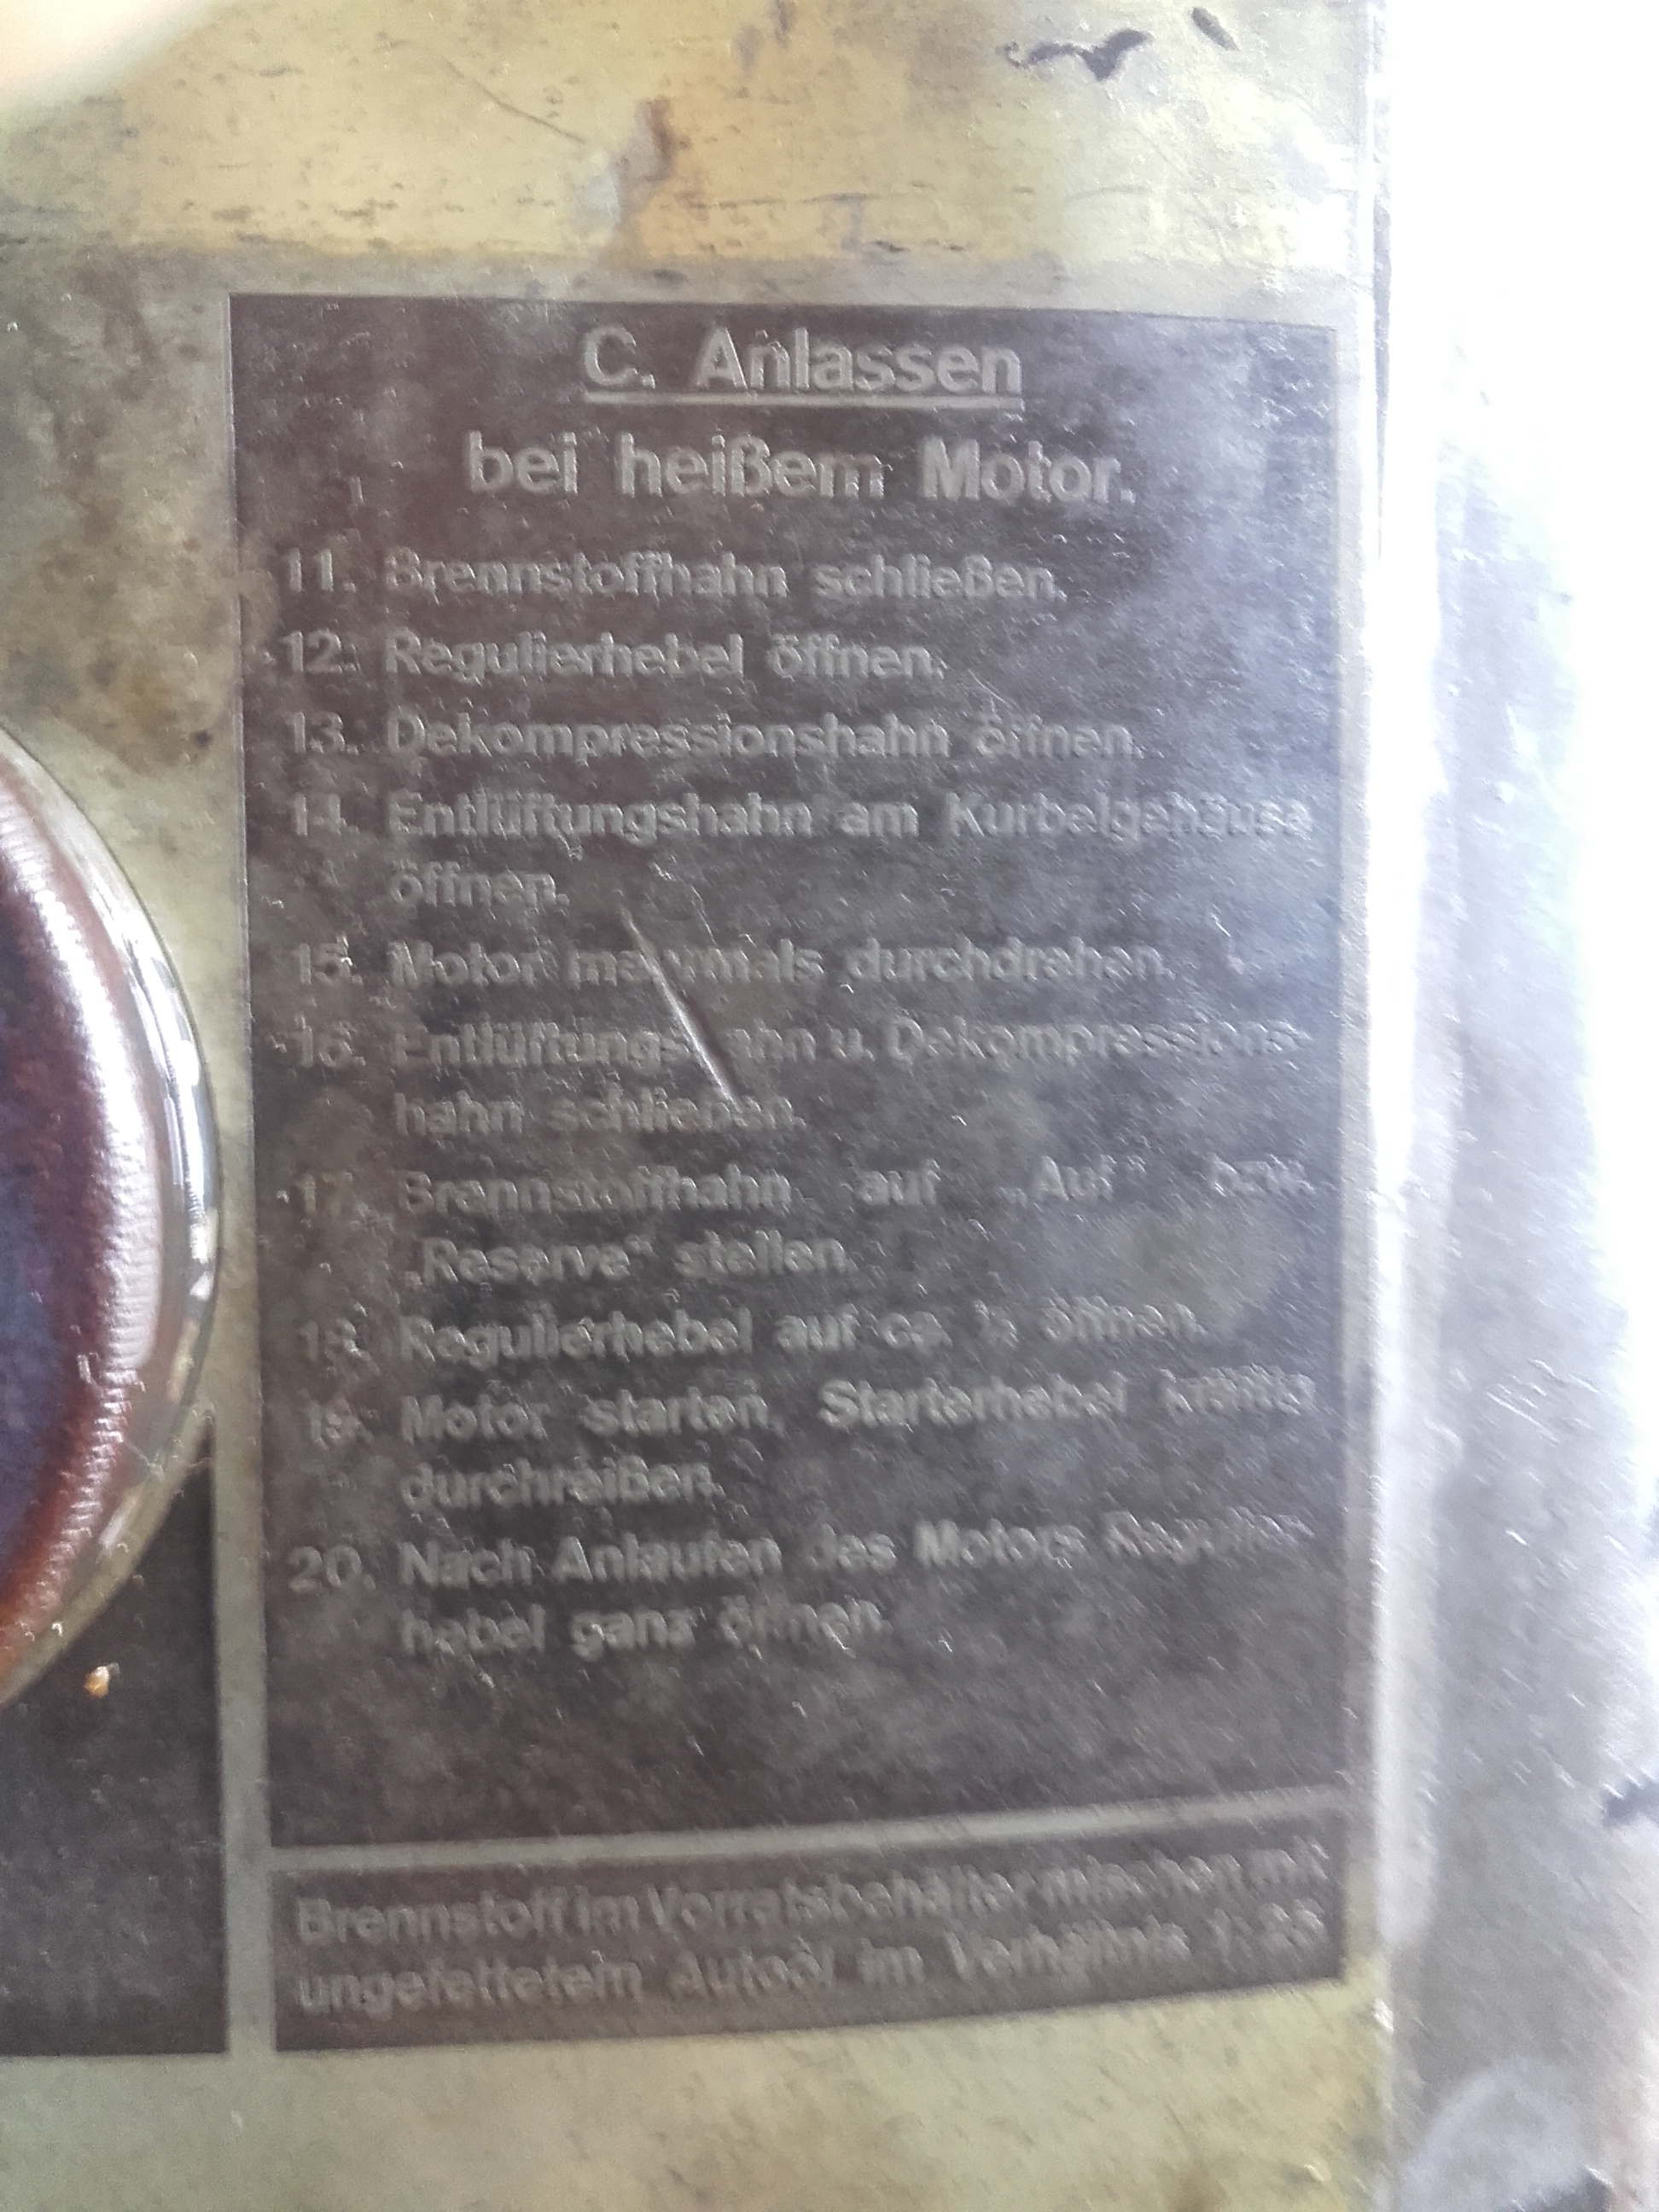 C. Anlassen
bei heißem Motor.
11. Brennstoffhahn schließen.
12. Regulierhebel öffnen.
13. Dekompressionshahn öffnen.
14. Entlüftungshahn am Kurbelgehäuse
öffnen.
15. Motor mehrmals durchdrehen.
16. Entlüftungshahn u. Dekompressions-
hahn schließen.
17. Brennstoffhahn auf „Auf“ bzw.
„Reserve“ stellen.
18. Regulierhebel auf ca. öffnen.
19. Motor starten, Starterhebel kräftig
durchreißen.
20. Nach Anlaufen des Motors Regulier-
hebel ganz öffnen.
Brennstoff im Vorratsbehälter mischen mit
ungefettetem Autoöl im Verhältnis 1:25